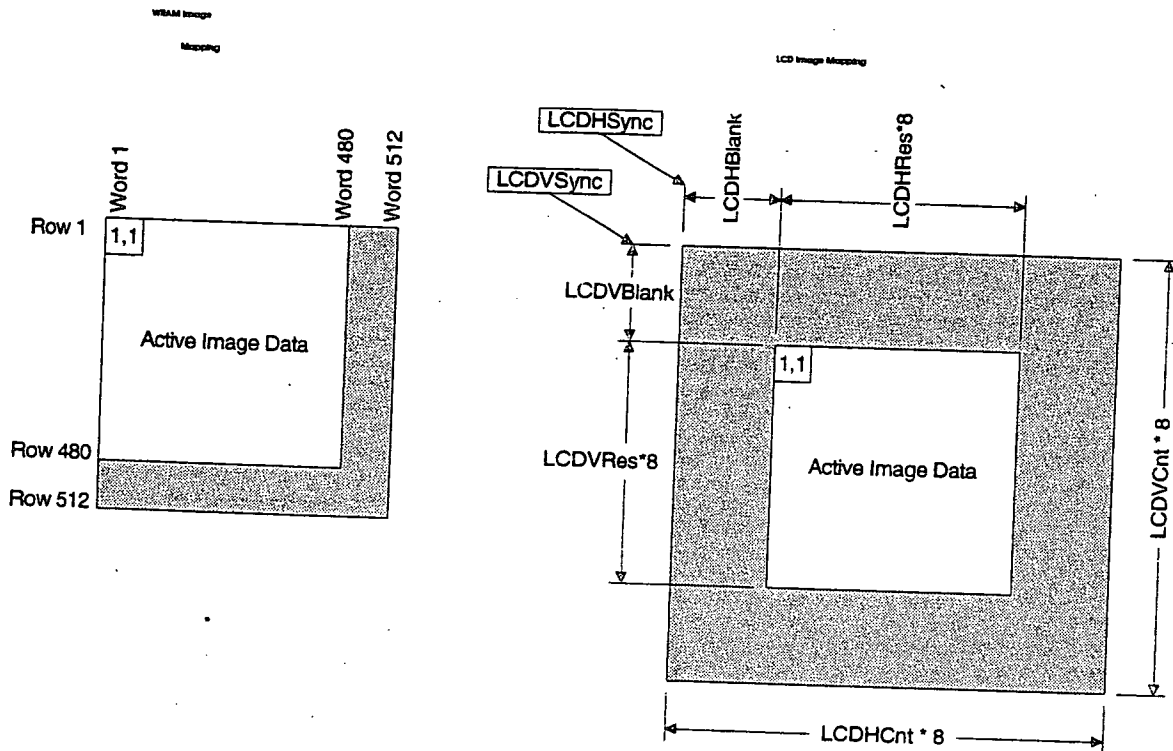 WRAM Image
Mapping
Word 1
Word 480
Word 512
Row 1
1,1
Active Image Data
Row 480
Row 512
LCD Image Mapping
LCDHSync
LCDVSync
LCDHBlank
LCDHRes*8
LCDVBlank
1,1
LCDVRes*8
Active Image Data
LCDVCnt * 8
LCDHCnt * 8